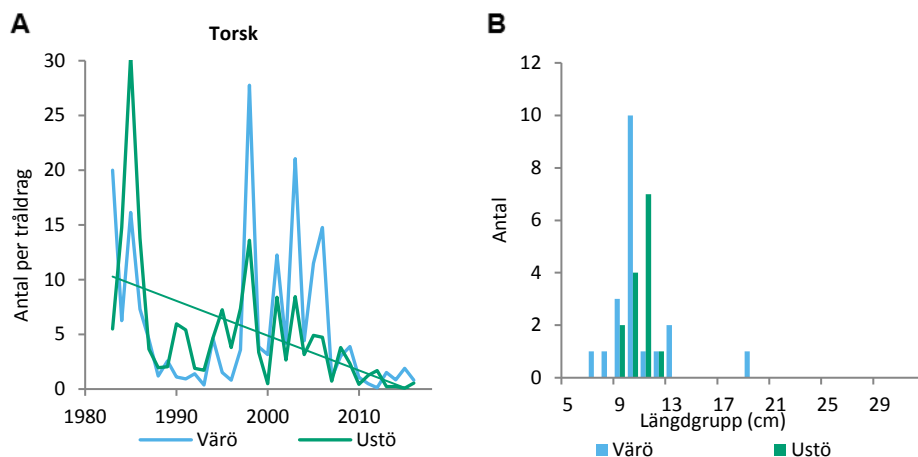 A
Torsk
Antal per tråldrag
30
25
20
15
10
5
0
1980 1990 2000 2010
Värö Ustö
B
Antal
12
10
8
6
4
2
0
5 9 13 17 21 25 29
Längdgrupp (cm)
Värö Ustö